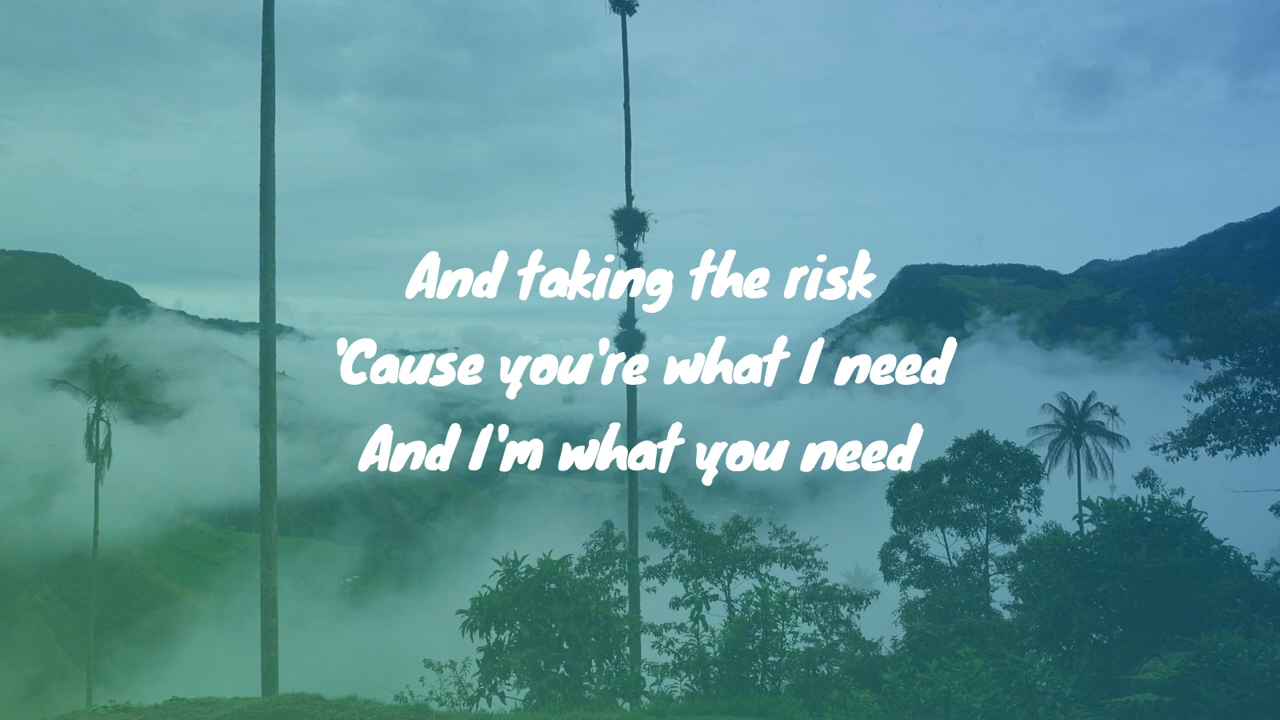 And taking the risk
'Cause you're what I need
And I'm what you need